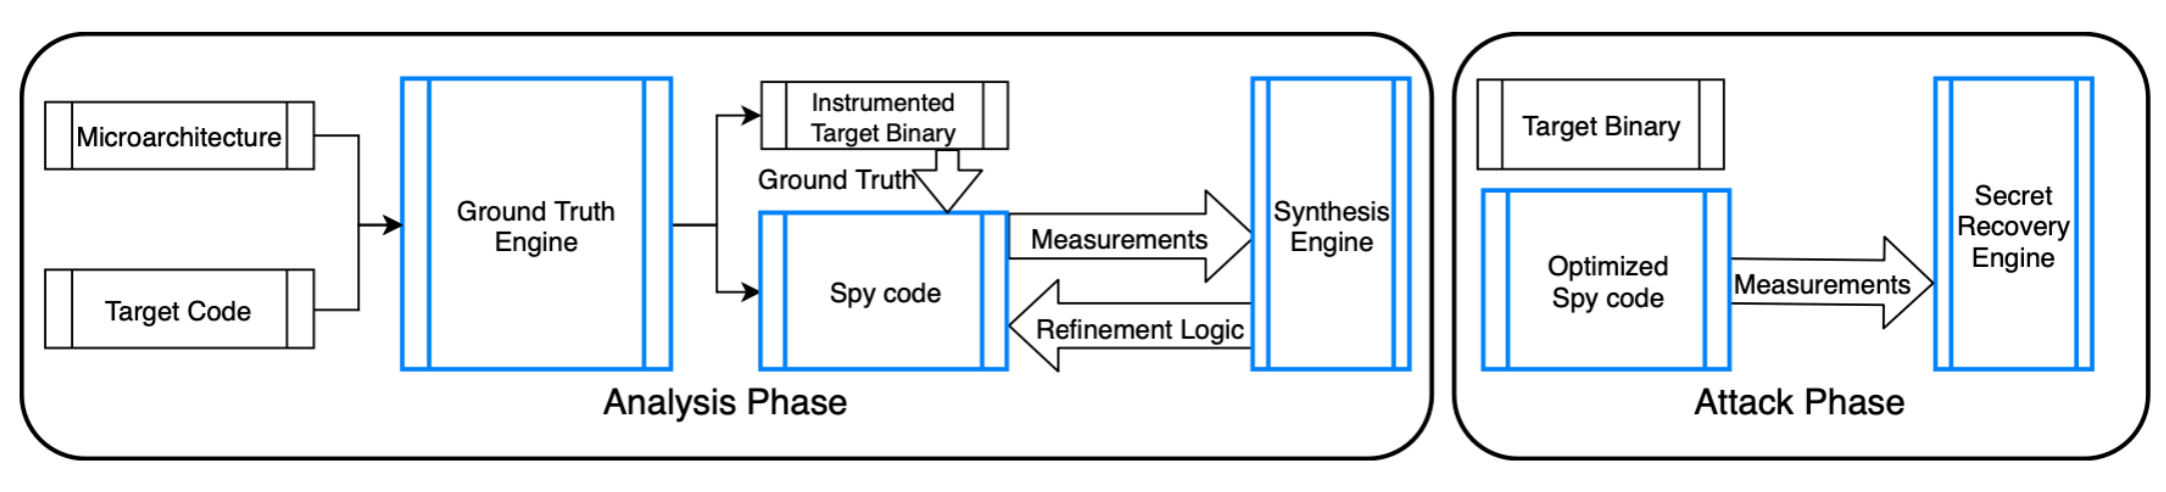 Microarchitecture
Target Code
Ground Truth
Engine
Instrumented
Target Binary
Ground Truth
Spy code
Measurements
Refinement Logic
Synthesis
Engine
Analysis Phase
Target Binary
Optimized
Spy code
Measurements
Secret
Recovery
Engine
Attack Phase